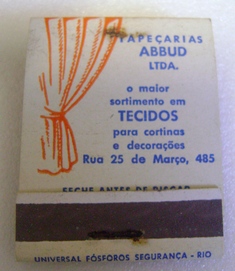 TAPEÇARIAS
ABBUD
LTDA.
o maior
sortimento em
TECIDOS
para cortinas
e decorações
Rua 25 de Março, 485
FECHE ANTES DE RISCAR
UNIVERSAL FÓSFOROS SEGURANÇA - RIO